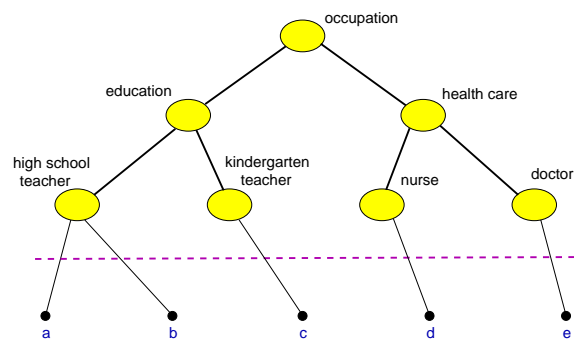 occupation
education
health care
high school
teacher
kindergarten
teacher
nurse
doctor
a
b
c
d
e